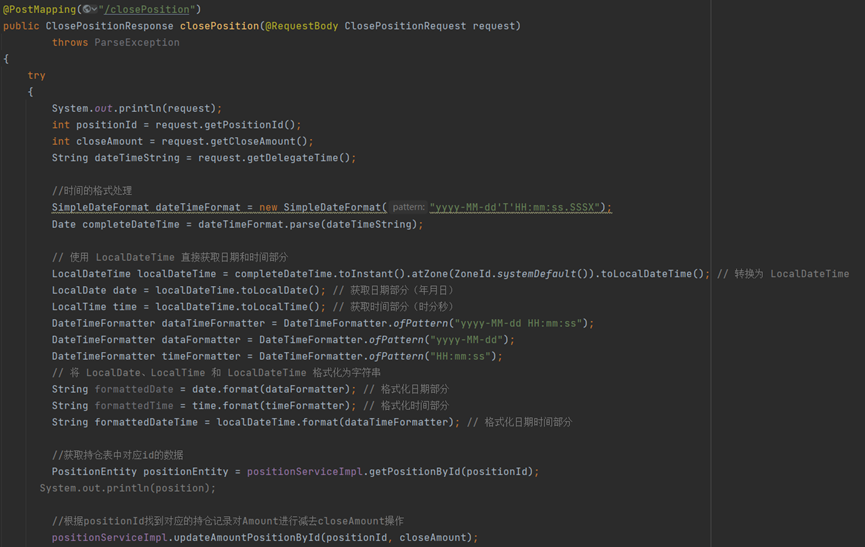 @PostMapping("/closePosition")
public ClosePositionResponse closePosition(@RequestBody ClosePositionRequest request)
        throws ParseException
{
    try
    {
        System.out.println(request);
        int positionId = request.getPositionId();
        int closeAmount = request.getCloseAmount();
        String dateTimeString = request.getDelegateTime();

        //时间的格式处理
        SimpleDateFormat dateTimeFormat = new SimpleDateFormat( pattern: "yyyy-MM-dd'T'HH:mm:ss.SSSX");
        Date completeDateTime = dateTimeFormat.parse(dateTimeString);

        // 使用 LocalDateTime 直接获取日期和时间部分
        LocalDateTime localDateTime = completeDateTime.toInstant().atZone(ZoneId.systemDefault()).toLocalDateTime(); // 转换为 LocalDateTime
        LocalDate date = localDateTime.toLocalDate(); // 获取日期部分（年月日）
        LocalTime time = localDateTime.toLocalTime(); // 获取时间部分（时分秒）
        DateTimeFormatter dataTimeFormatter = DateTimeFormatter.ofPattern("yyyy-MM-dd HH:mm:ss");
        DateTimeFormatter dataFormatter = DateTimeFormatter.ofPattern("yyyy-MM-dd");
        DateTimeFormatter timeFormatter = DateTimeFormatter.ofPattern("HH:mm:ss");
        // 将 LocalDate、LocalTime 和 LocalDateTime 格式化为字符串
        String formattedDate = date.format(dataFormatter); // 格式化日期部分
        String formattedTime = time.format(timeFormatter); // 格式化时间部分
        String formattedDateTime = localDateTime.format(dataTimeFormatter); // 格式化日期时间部分

        //获取持仓表中对应id的数据
        PositionEntity positionEntity = positionServiceImpl.getPositionById(positionId);
      System.out.println(position);

        //根据positionId找到对应的持仓记录对Amount进行减去closeAmount操作
        positionServiceImpl.updateAmountPositionById(positionId, closeAmount);